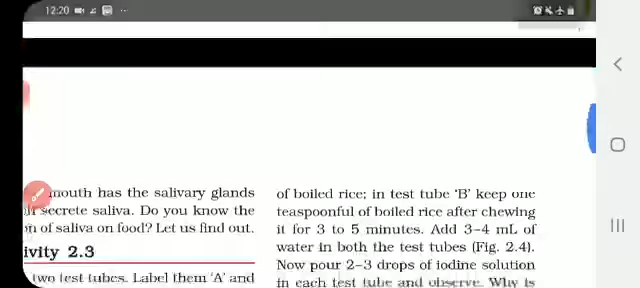 12:20
mouth has the salivary glands
secrete saliva. Do you know the
of saliva on food? Let us find out.
ivity 2.3
two test tubes. Label them 'A' and
of boiled rice; in test tube 'B' keep one
teaspoonful of boiled rice after chewing
it for 3 to 5 minutes. Add 3–4 mL of
water in both the test tubes (Fig. 2.4).
Now pour 2–3 drops of iodine solution
in each test tube and observe. Why is